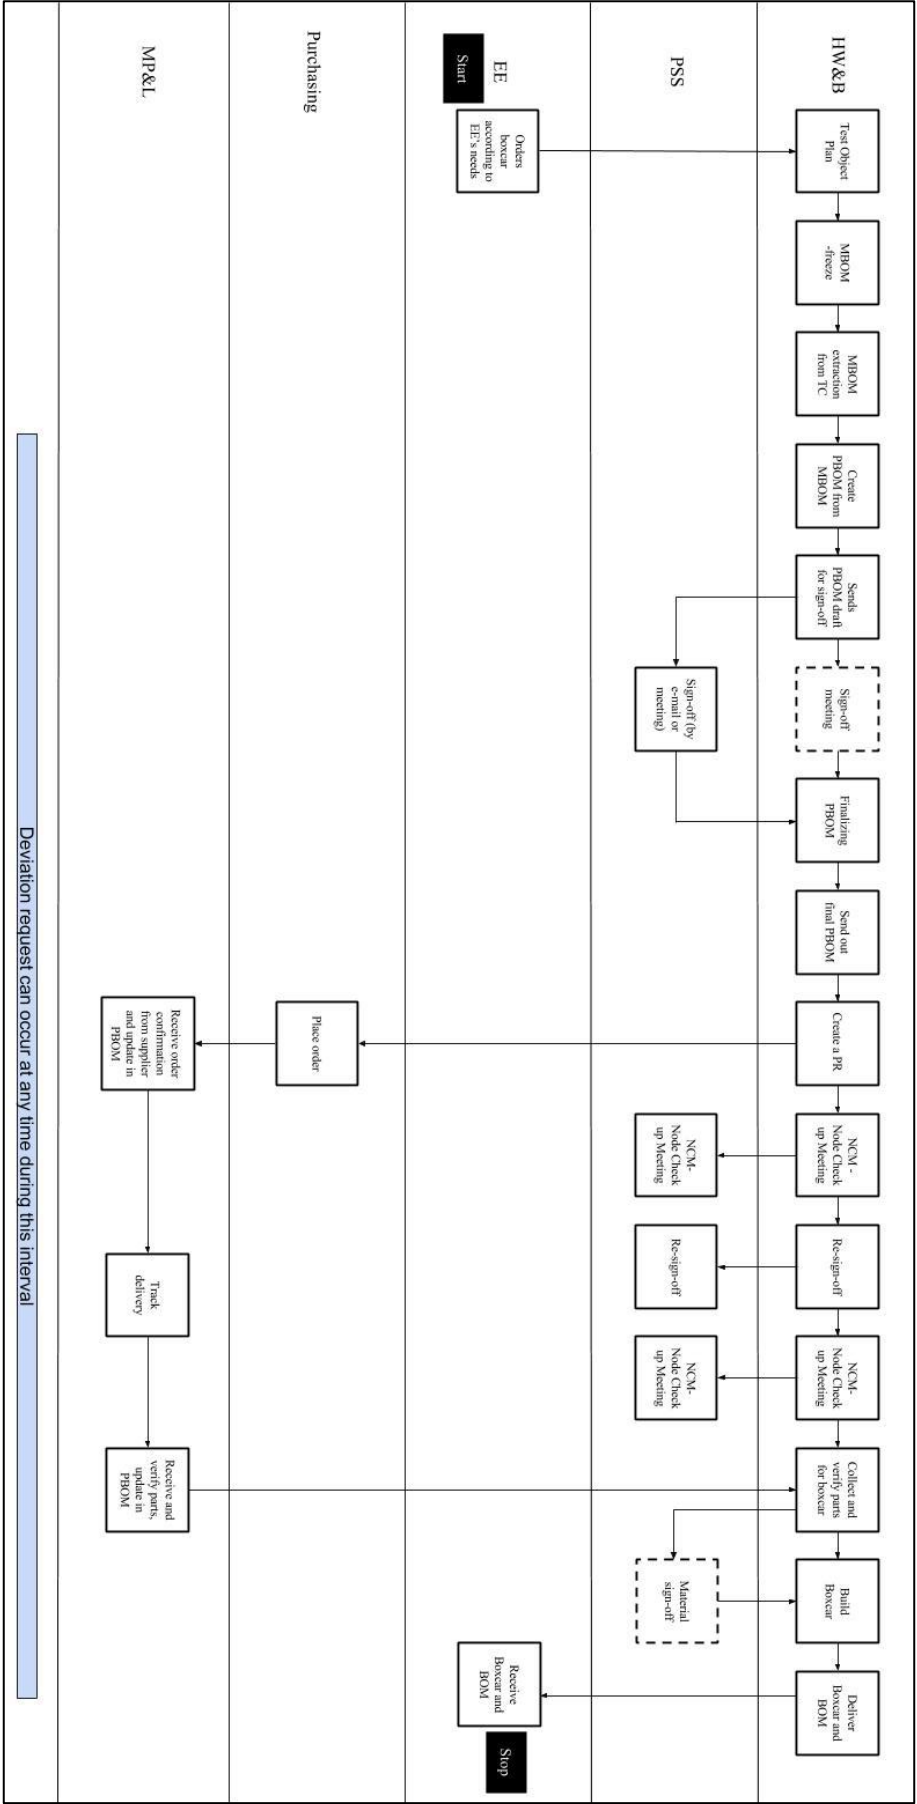 HW&B
Test Object
Plan
MBOM
-freeze
MBOM
extraction
from TC
Create
PBOM from
MBOM
Sends
PBOM draft
for sign-off
Sign-off
meeting
Finalizing
PBOM
Send out
final PBOM
Create a PR
NCM -
Node Check
up Meeting
Re-sign-off
NCM-
Node Check
up Meeting
Collect and
verify parts
for boxcar
Build
Boxcar
Deliver
Boxcar and
BOM
PSS
Sign-off (by
e-mail or
meeting)
NCM-
Node Check
up Meeting
Re-sign-off
NCM-
Node Check
up Meeting
Material
sign-off
EE
Start
Orders
boxcar
according to
EE's needs
Receive
Boxcar and
BOM
Stop
Purchasing
Place order
MP&L
Receive order
confirmation
from supplier
and update in
PBOM
Track
delivery
Receive and
verify parts,
update in
PBOM
Deviation request can occur at any time during this interval